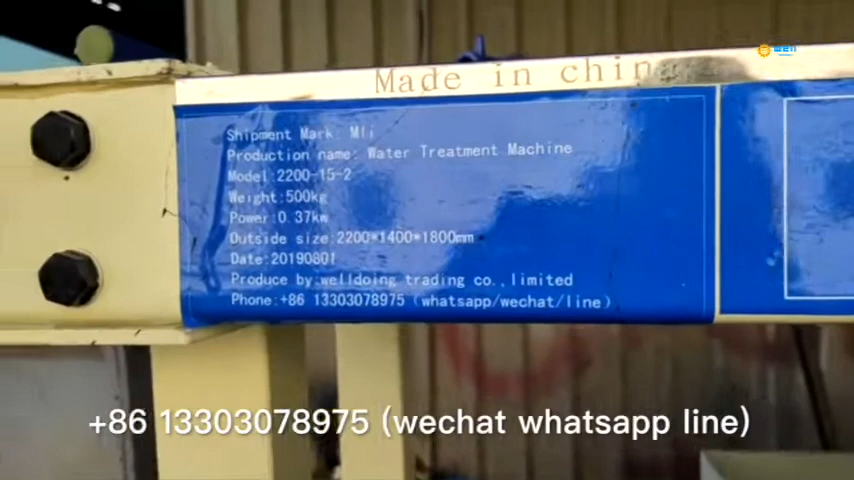 wen
Made in china
Shipment Mark: Mli
Production name: Water Treatment Machine
Model:2200-15-2
Weight:500kg
Power:0.37kw
Outside size:2200*1400*1800mm
Date:20190801
Produce by:welldoing trading co.,limited
Phone:+86 13303078975 (whatsapp/wechat/line)
+86 13303078975 (wechat whatsapp line)